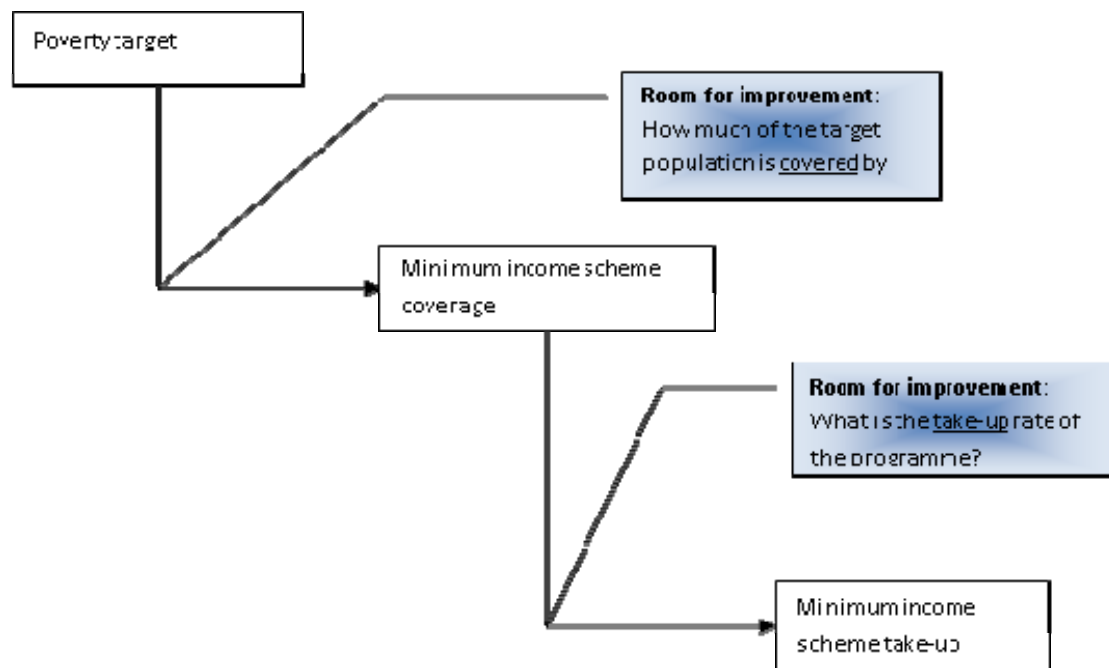 Poverty target
Room for improvement:
How much of the target
population is covered by
Minimum income scheme
coverage
Room for improvement:
What is the take-up rate of
the programme?
Minimum income
scheme take-up